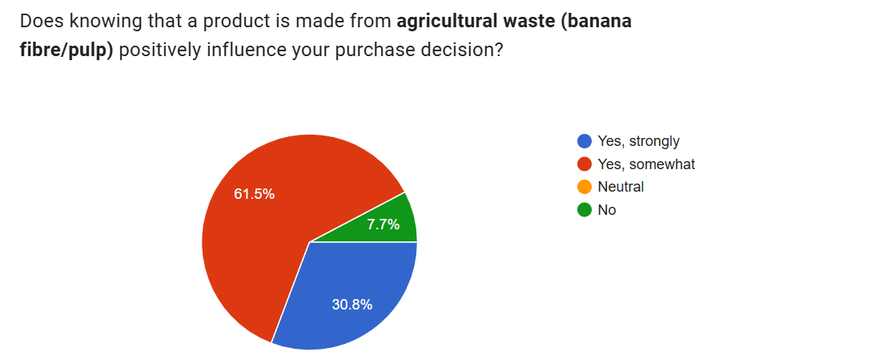 Does knowing that a product is made from agricultural waste (banana
fibre/pulp) positively influence your purchase decision?
Yes, strongly
Yes, somewhat
Neutral
No
61.5%
7.7%
30.8%